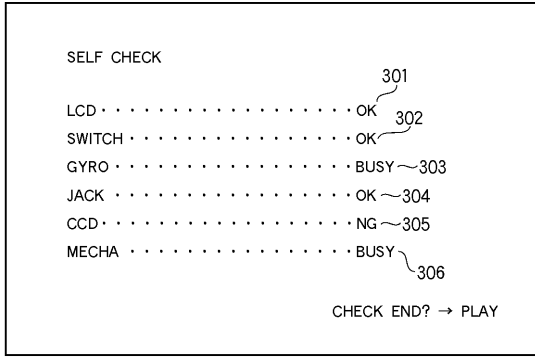 SELF CHECK
301
LCD · · · · · · · · · · · · · · · · · · OK
302
SWITCH · · · · · · · · · · · · · · · · OK
GYRO · · · · · · · · · · · · · · · · · BUSY 303
JACK · · · · · · · · · · · · · · · · · OK 304
CCD · · · · · · · · · · · · · · · · · · NG 305
MECHA · · · · · · · · · · · · · · · · BUSY
306
CHECK END? → PLAY